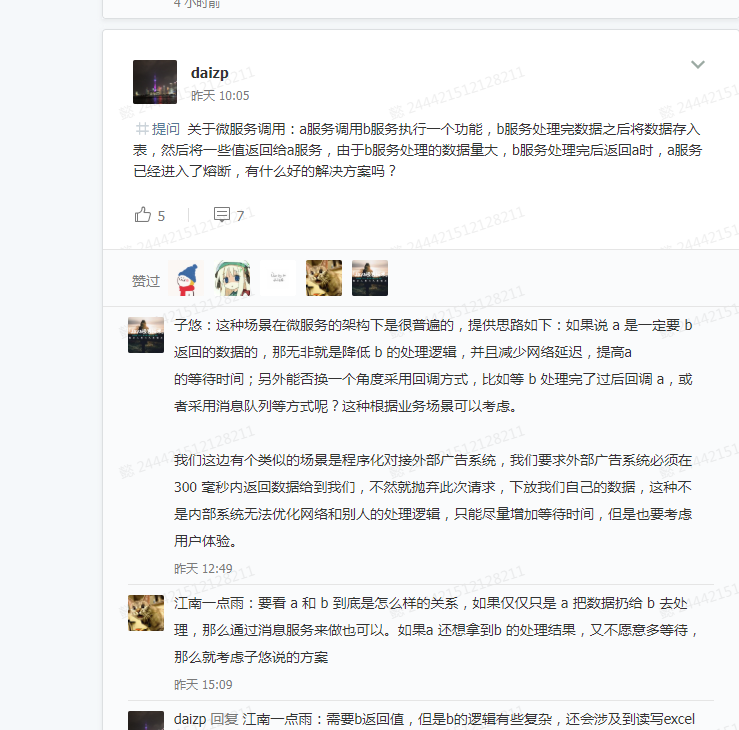 4 小时前
daizp
昨天 10:05
#提问 关于微服务调用：a服务调用b服务执行一个功能，b服务处理完数据之后将数据存入
表，然后将一些值返回给a服务，由于b服务处理的数据量大，b服务处理完后返回a时，a服务
已经进入了熔断，有什么好的解决方案吗？
5 7
赞过
子悠：这种场景在微服务的架构下是很普遍的，提供思路如下：如果说 a 是一定要 b
返回的数据的，那无非就是降低 b 的处理逻辑，并且减少网络延迟，提高a
的等待时间；另外能否换一个角度采用回调方式，比如等 b 处理完了过后回调 a，或
者采用消息队列等方式呢？这种根据业务场景可以考虑。
我们这边有个类似的场景是程序化对接外部广告系统，我们要求外部广告系统必须在
300 毫秒内返回数据给到我们，不然就抛弃此次请求，下放我们自己的数据，这种不
是内部系统无法优化网络和别人的处理逻辑，只能尽量增加等待时间，但是也要考虑
用户体验。
昨天 12:49
江南一点雨：要看 a 和 b 到底是怎么样的关系，如果仅仅只是 a 把数据扔给 b 去处
理，那么通过消息服务来做也可以。如果a 还想拿到b 的处理结果，又不愿意多等待，
那么就考虑子悠说的方案
昨天 15:09
daizp 回复 江南一点雨：需要b返回值，但是b的逻辑有些复杂，还会涉及到读写excel